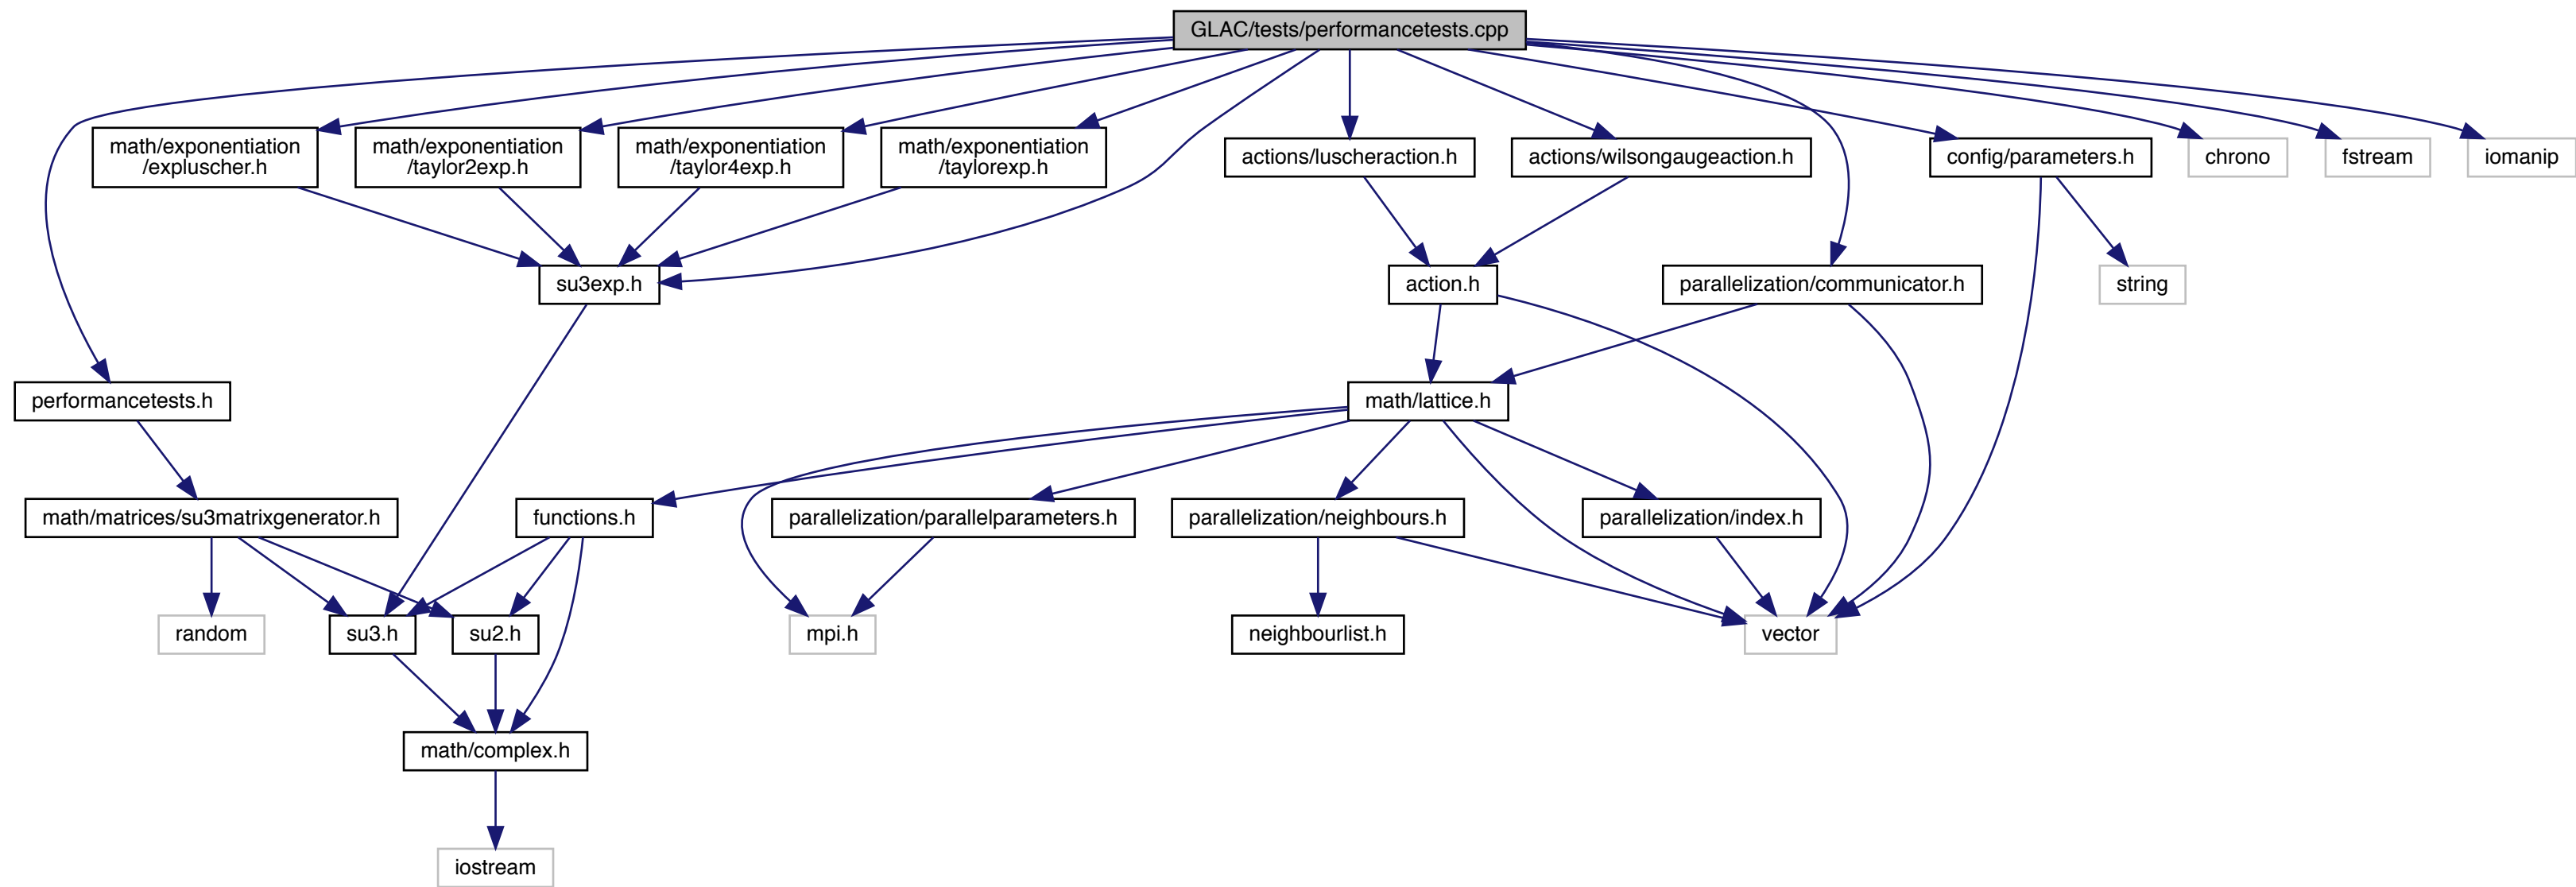 GLAC/tests/performancetests.cpp
math/exponentiation
/expluscher.h
math/exponentiation
/taylor2exp.h
math/exponentiation
/taylor4exp.h
math/exponentiation
/taylorexp.h
actions/luscheraction.h
actions/wilsongaugeaction.h
config/parameters.h
chrono
fstream
iomanip
su3exp.h
action.h
parallelization/communicator.h
string
performancetests.h
math/lattice.h
math/matrices/su3matrixgenerator.h
functions.h
parallelization/parallelparameters.h
parallelization/neighbours.h
parallelization/index.h
random
su3.h
su2.h
mpi.h
neighbourlist.h
vector
math/complex.h
iostream